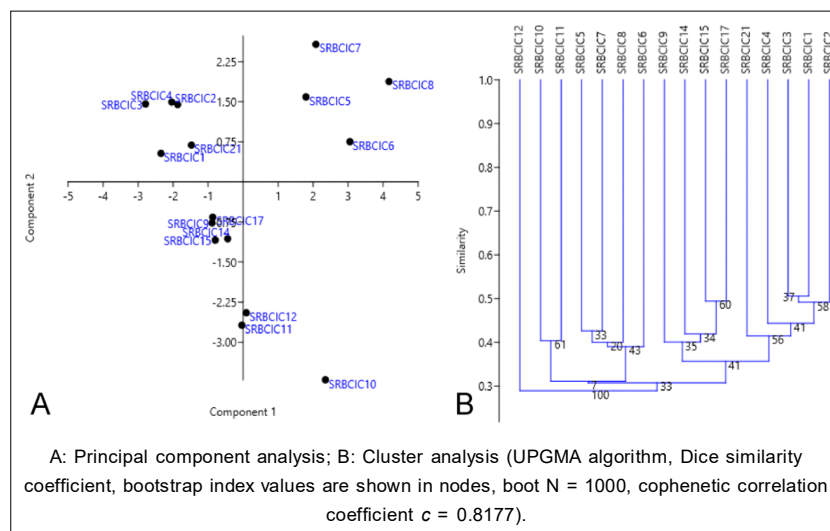 SRBCIC7
2.25
SRBCIC8
SRBCIC4
SRBCIC2
1.50
SRBCIC5
SRBCIC3
0.75
SRBCIC6
SRBCIC21
SRBCIC1
-5 -4 -3 -2 -1 1 2 3 4 5
Component 2
SRBCIC9
-0.75
SRBCIC17
SRBCIC14
SRBCIC15
-1.50
-2.25
SRBCIC12
SRBCIC11
-3.00
SRBCIC10
A
Component 1
SRBCIC12
SRBCIC10
SRBCIC11
SRBCIC5
SRBCIC7
SRBCIC8
SRBCIC6
SRBCIC9
SRBCIC14
SRBCIC15
SRBCIC17
SRBCIC21
SRBCIC4
SRBCIC3
SRBCIC1
SRBCIC2
1.0
0.9
0.8
0.7
0.6
0.5
0.4
0.3
Similarity
37
58
60
41
33
34
56
61
20
43
35
41
7
33
100
B
A: Principal component analysis; B: Cluster analysis (UPGMA algorithm, Dice similarity
coefficient, bootstrap index values are shown in nodes, boot N = 1000, cophenetic correlation
coefficient c = 0.8177).